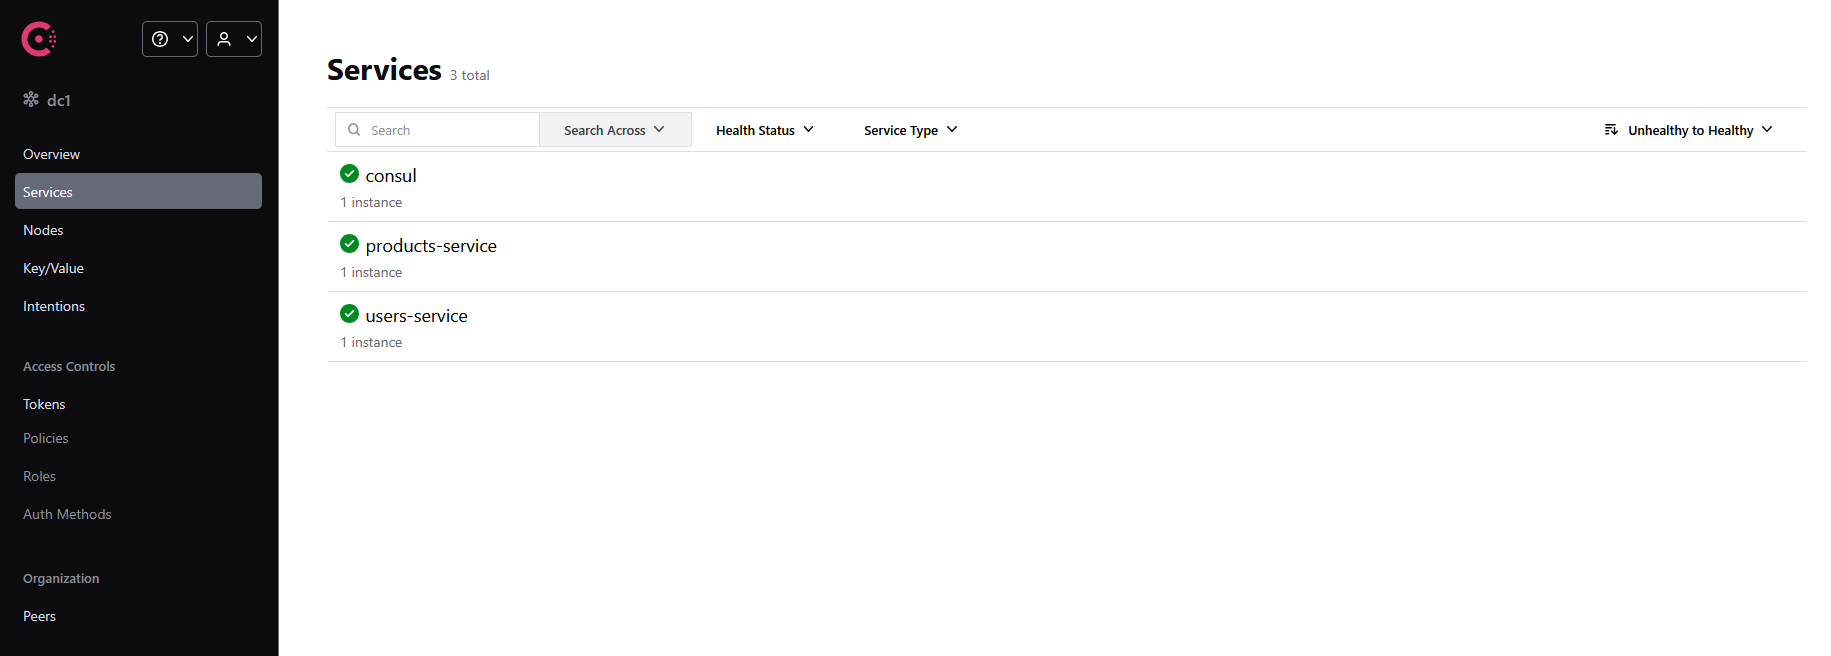 dc1
Overview
Services
Nodes
Key/Value
Intentions
Access Controls
Tokens
Policies
Roles
Auth Methods
Organization
Peers
Services 3 total
Search Search Across Health Status Service Type Unhealthy to Healthy
consul
1 instance
products-service
1 instance
users-service
1 instance